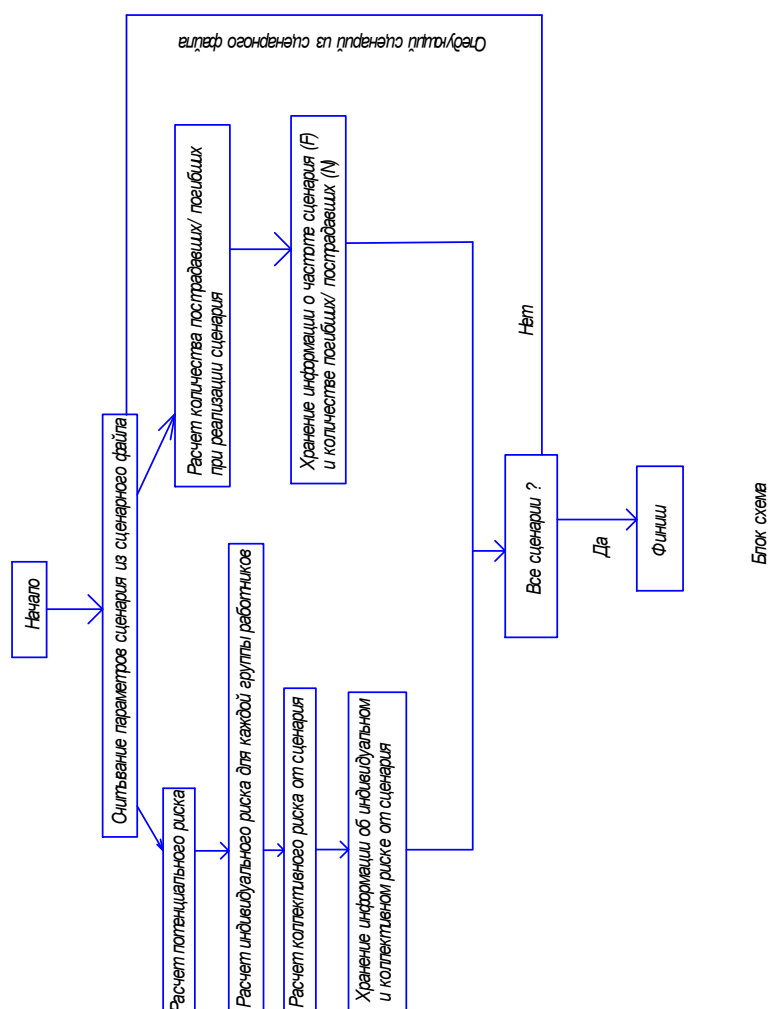 Начало
Считывание параметров сценария из сценарного файла
Следующий сценарий из сценарного файла
Расчет потенциального риска
Расчет индивидуального риска для каждой группы работников
Расчет коллективного риска от сценария
Хранение информации об индивидуальном
и коллективном риске от сценария
Расчет количества пострадавших/ погибших
при реализации сценария
Хранение информации о частоте сценария (F)
и количестве погибших/ пострадавших (N)
Все сценарии ?
Нет
Да
Финиш
Блок схема